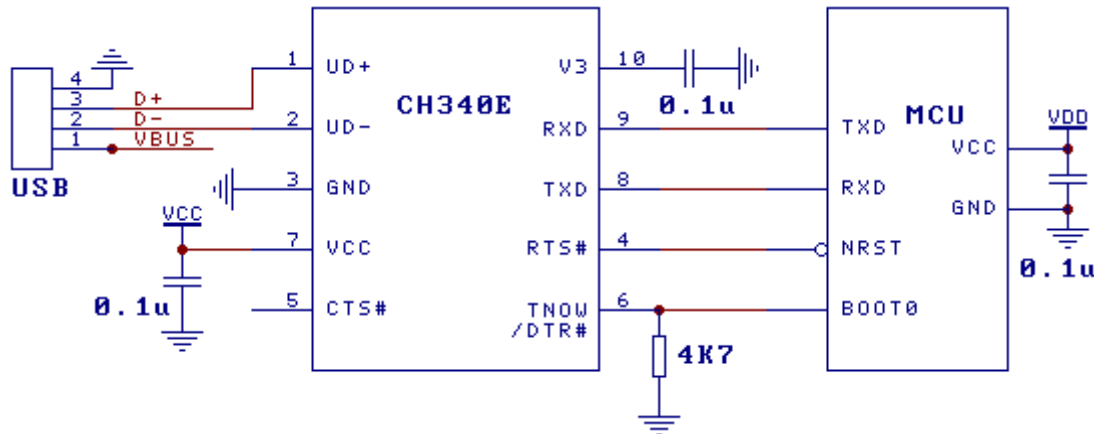 USB
4
3 D+
2 D-
1 VBUS
VCC
0.1u
CH340E
1 UD+
2 UD-
3 GND
7 VCC
5 CTS#
V3 10
RXD 9
TXD 8
RTS# 4
TNOW 6
/DTR#
0.1u
4K7
MCU
TXD
RXD
NRST
BOOT0
VCC
GND
VDD
0.1u